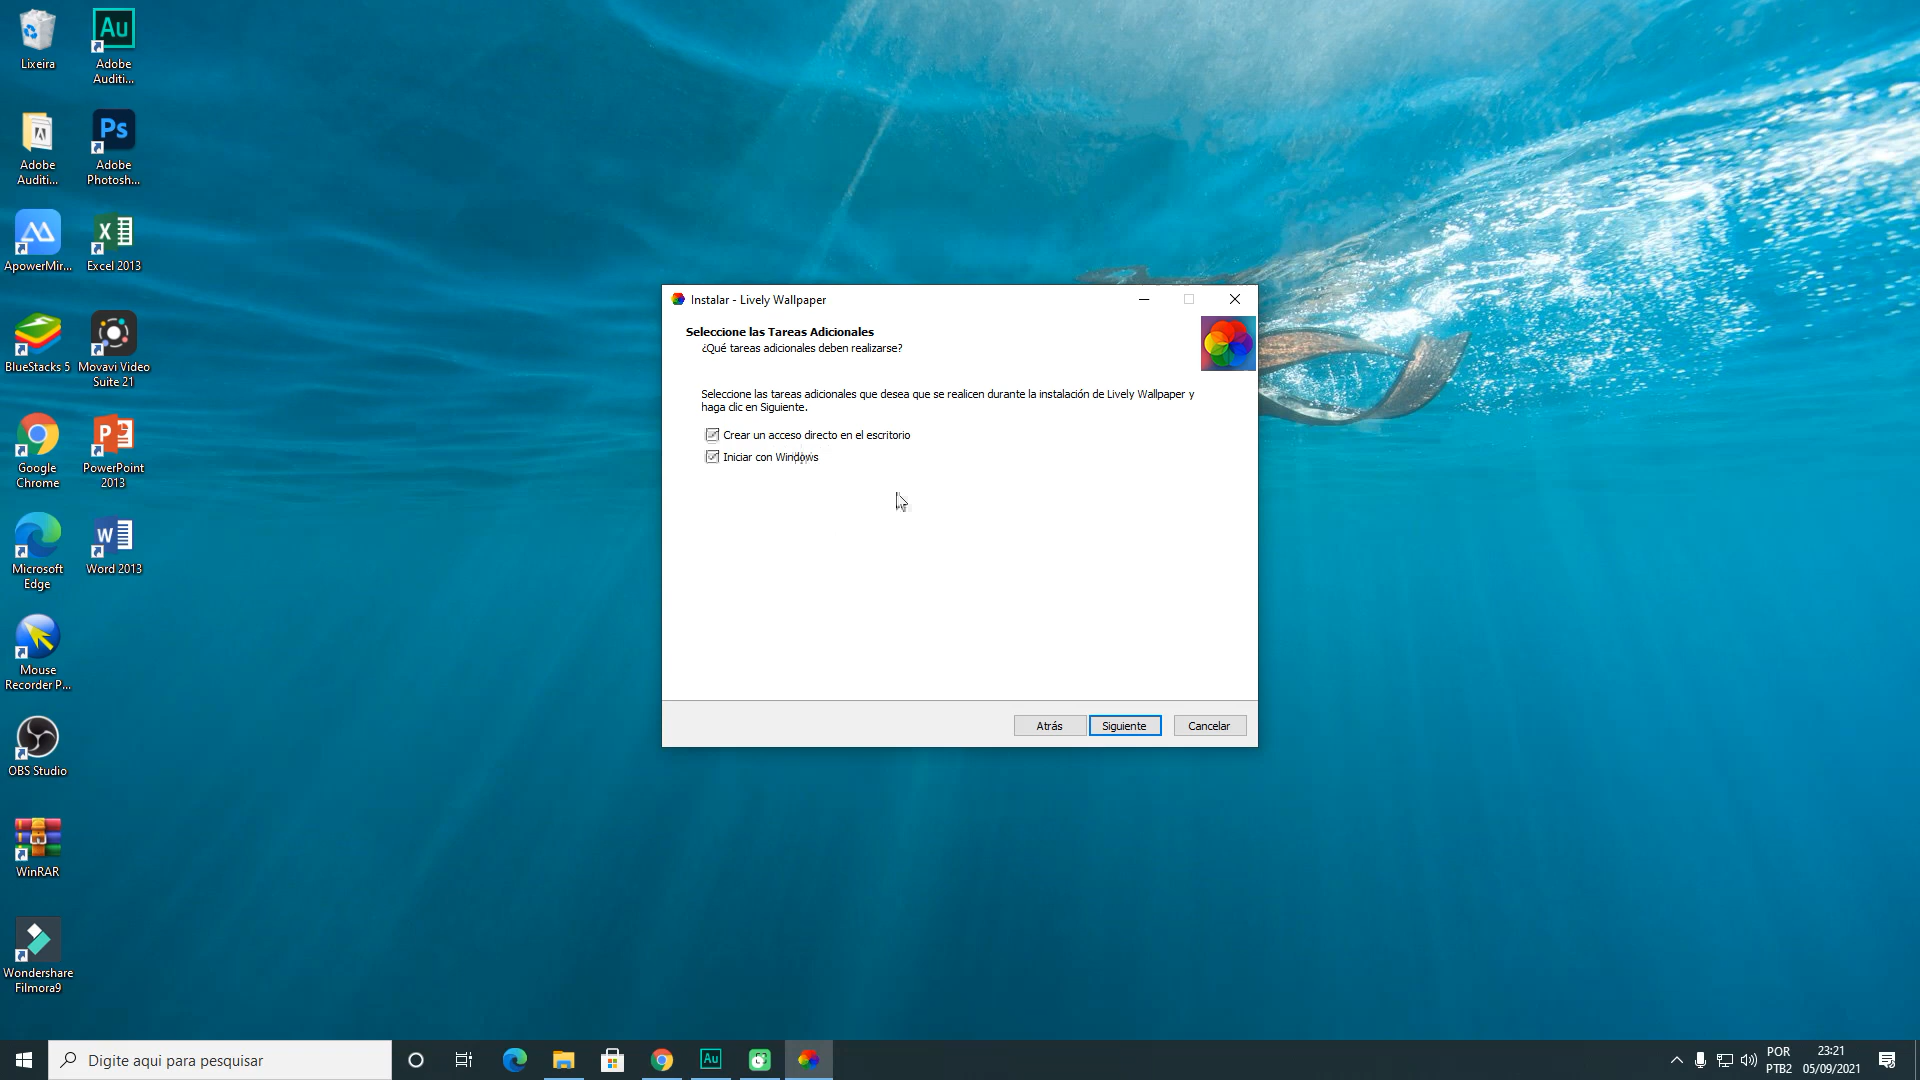 Lixeira
Au
Adobe
Auditi...
Adobe
Auditi...
Ps
Adobe
Photosh...
ApowerMir...
Excel 2013
BlueStacks 5
Movavi Video
Suite 21
Google
Chrome
PowerPoint
2013
Microsoft
Edge
Word 2013
Mouse
Recorder P...
OBS Studio
WinRAR
Wondershare
Filmora9
Instalar - Lively Wallpaper
Seleccione las Tareas Adicionales
¿Qué tareas adicionales deben realizarse?
Seleccione las tareas adicionales que desea que se realicen durante la instalación de Lively Wallpaper y
haga clic en Siguiente.
Crear un acceso directo en el escritorio
Iniciar con Windows
Atrás
Siguiente
Cancelar
Digite aqui para pesquisar
Au
POR
PTB2
23:21
05/09/2021